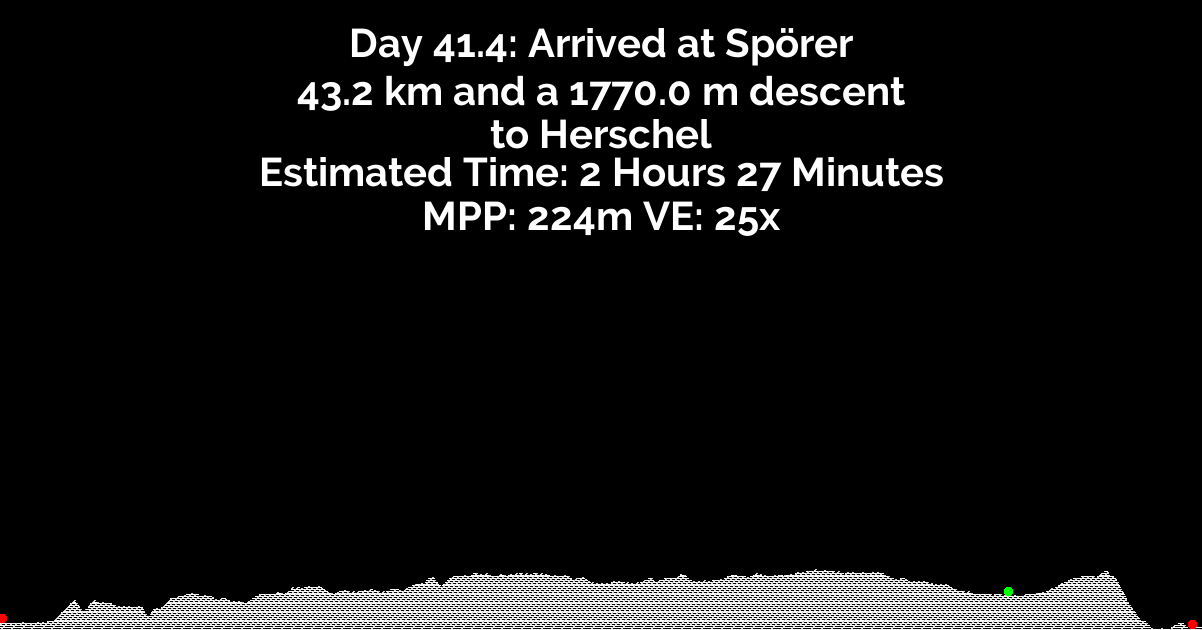 Day 41.4: Arrived at Spörer
43.2 km and a 1770.0 m descent
to Herschel
Estimated Time: 2 Hours 27 Minutes
MPP: 224m VE: 25x